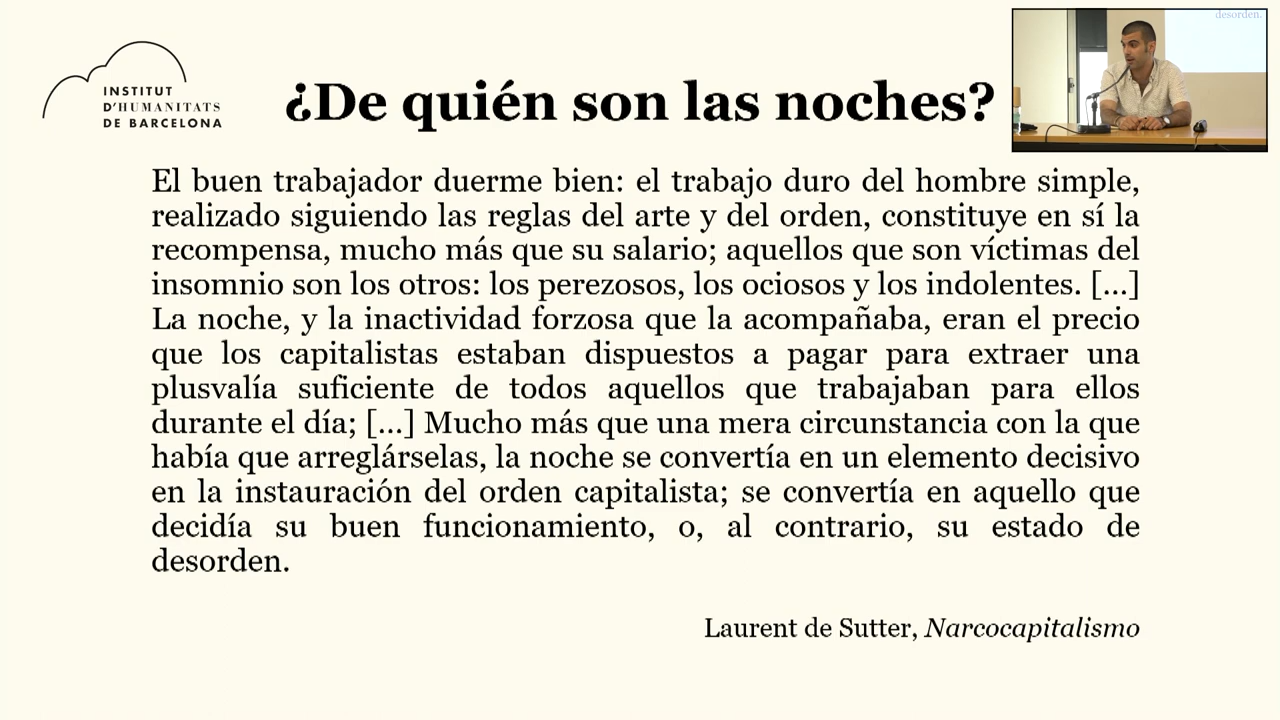 INSTITUT
D'HUMANITATS
DE BARCELONA
¿De quién son las noches?
desorden.
El buen trabajador duerme bien: el trabajo duro del hombre simple,
realizado siguiendo las reglas del arte y del orden, constituye en sí la
recompensa, mucho más que su salario; aquellos que son víctimas del
insomnio son los otros: los perezosos, los ociosos y los indolentes. [...]
La noche, y la inactividad forzosa que la acompañaba, eran el precio
que los capitalistas estaban dispuestos a pagar para extraer una
plusvalía suficiente de todos aquellos que trabajaban para ellos
durante el día; [...] Mucho más que una mera circunstancia con la que
había que arreglárselas, la noche se convertía en un elemento decisivo
en la instauración del orden capitalista; se convertía en aquello que
decidía su buen funcionamiento, o, al contrario, su estado de
desorden.
Laurent de Sutter, Narcocapitalismo